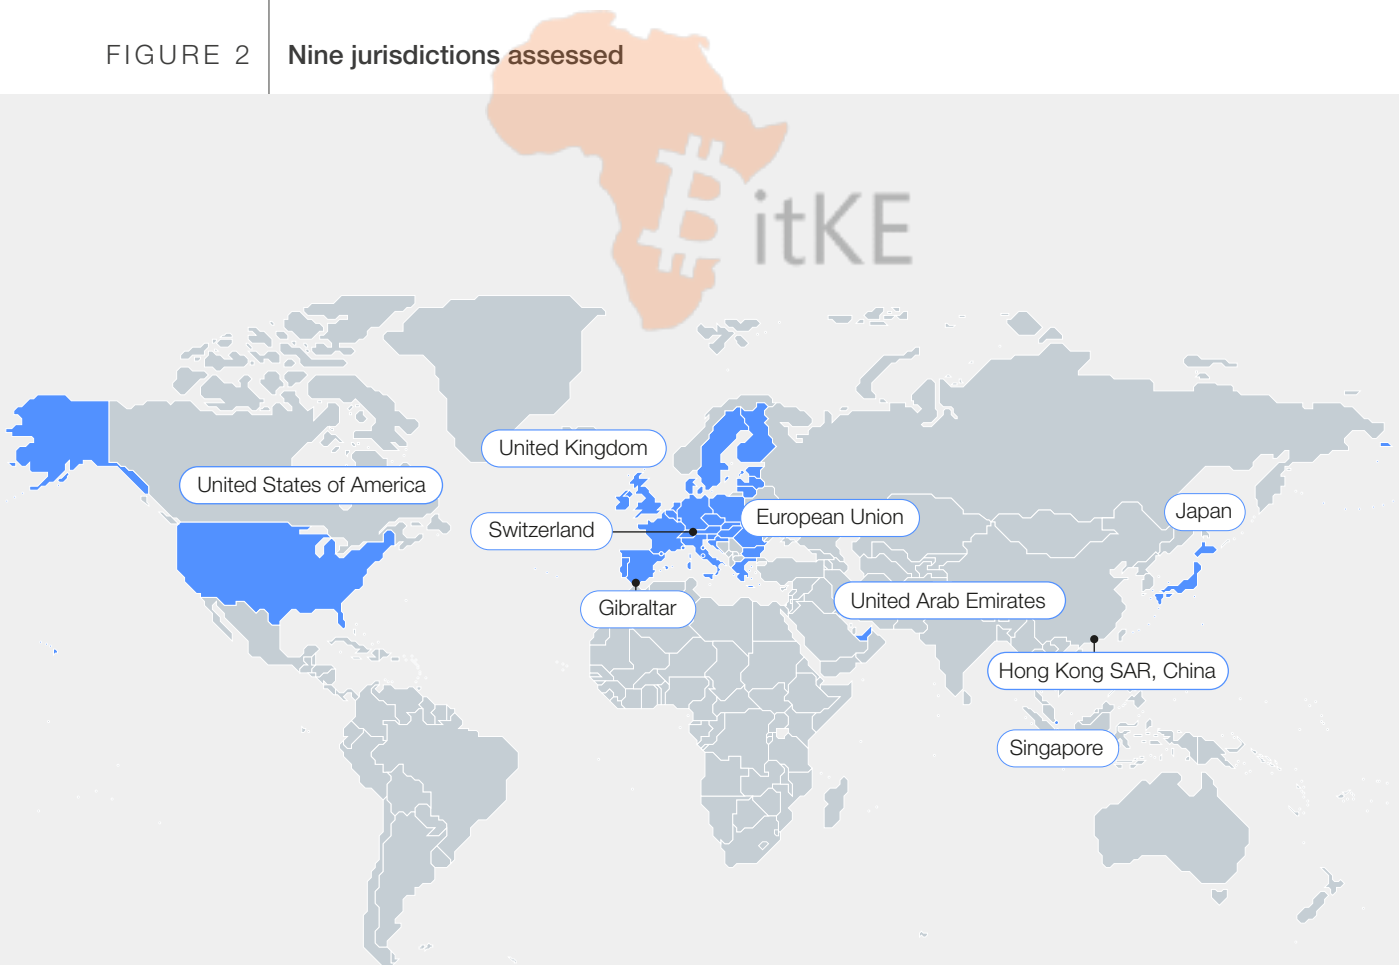 FIGURE 2
Nine jurisdictions assessed
itKE
United Kingdom
United States of America
Switzerland
European Union
Japan
Gibraltar
United Arab Emirates
Hong Kong SAR, China
Singapore